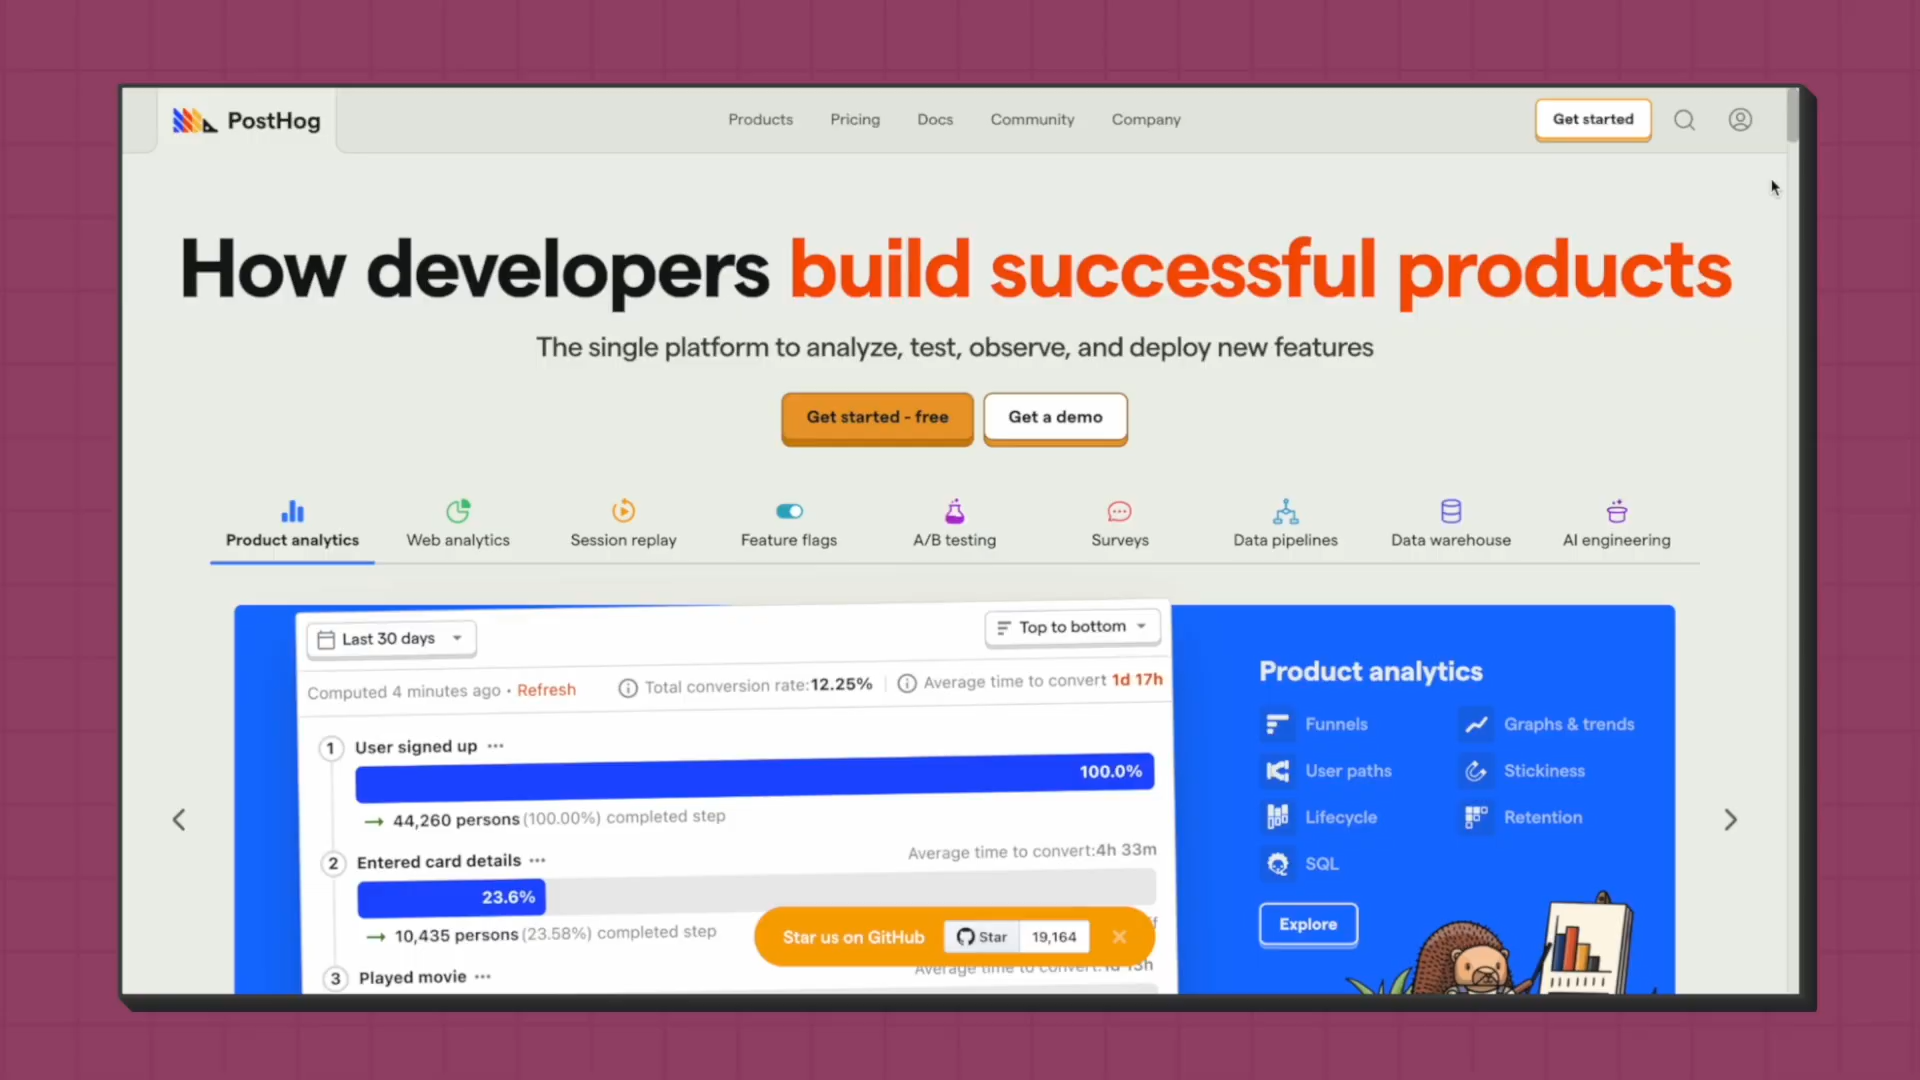 PostHog
Products
Pricing
Docs
Community
Company
Get started
How developers build successful products
The single platform to analyze, test, observe, and deploy new features
Get started - free
Get a demo
Product analytics
Web analytics
Session replay
Feature flags
A/B testing
Surveys
Data pipelines
Data warehouse
AI engineering
Last 30 days
Top to bottom
Computed 4 minutes ago • Refresh
Total conversion rate:12.25%
Average time to convert 1d 17h
1 User signed up •••
100.0%
→ 44,260 persons (100.00%) completed step
2 Entered card details •••
Average time to convert:4h 33m
23.6%
→ 10,435 persons (23.58%) completed step
3 Played movie •••
Average time to convert:
Star us on GitHub
Star
19,164
Product analytics
Funnels
Graphs & trends
User paths
Stickiness
Lifecycle
Retention
SQL
Explore